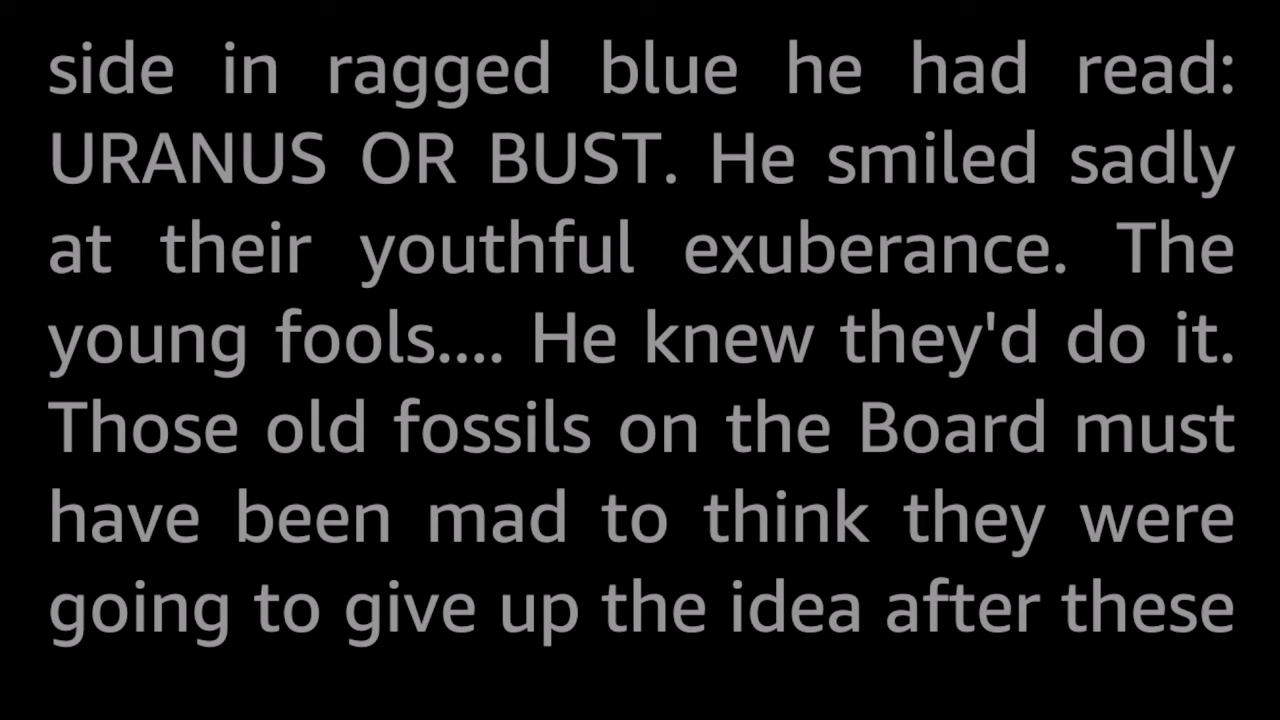 side in ragged blue he had read:
URANUS OR BUST. He smiled sadly
at their youthful exuberance. The
young fools.... He knew they'd do it.
Those old fossils on the Board must
have been mad to think they were
going to give up the idea after these